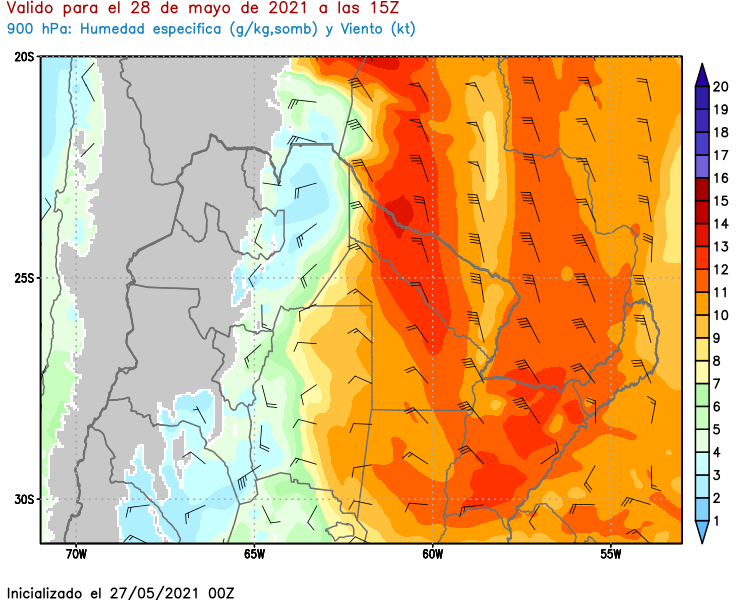 Valido para el 28 de mayo de 2021 a las 15Z
900 hPa: Humedad especifica (g/kg,somb) y Viento (kt)
20S
25S
30S
70W 65W 60W 55W
20
19
18
17
16
15
14
13
12
11
10
9
8
7
6
5
4
3
2
1
Inicializado el 27/05/2021 00Z